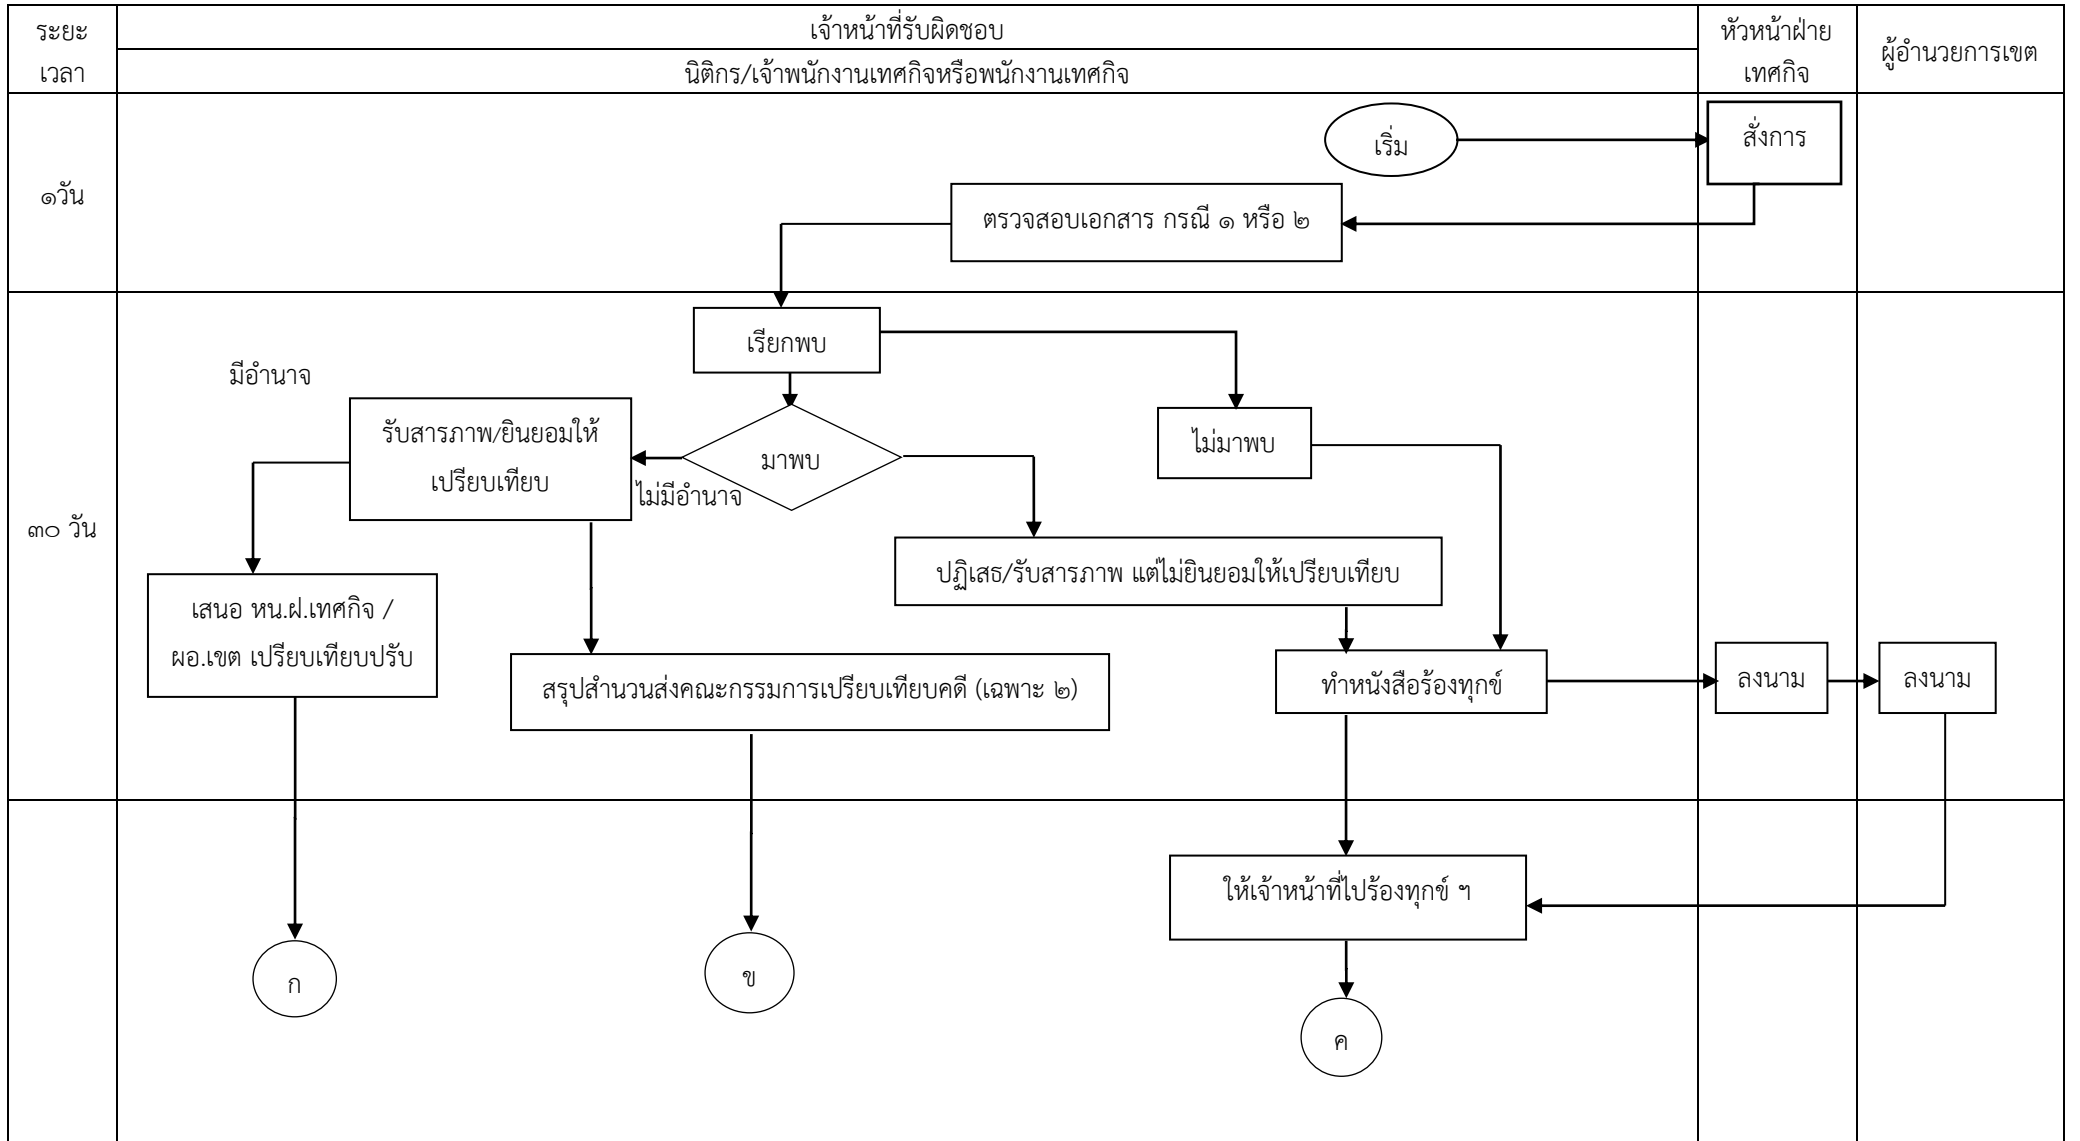 ระยะ
เวลา
เจ้าหน้าที่รับผิดชอบ
นิติกร/เจ้าพนักงานเทศกิจหรือพนักงานเทศกิจ
หัวหน้าฝ่าย
เทศกิจ
ผู้อำนวยการเขต
๑วัน
เริ่ม
สั่งการ
ตรวจสอบเอกสาร กรณี ๑ หรือ ๒
๓๐ วัน
เรียกพบ
มีอำนาจ
รับสารภาพ/ยินยอมให้
เปรียบเทียบ
มาพบ
ไม่มาพบ
ไม่มีอำนาจ
ปฏิเสธ/รับสารภาพ แต่ไม่ยินยอมให้เปรียบเทียบ
เสนอ หน.ฝ.เทศกิจ /
ผอ.เขต เปรียบเทียบปรับ
สรุปสำนวนส่งคณะกรรมการเปรียบเทียบคดี (เฉพาะ ๒)
ทำหนังสือร้องทุกข์
ลงนาม
ลงนาม
ให้เจ้าหน้าที่ไปร้องทุกข์ ฯ
ก
ข
ค